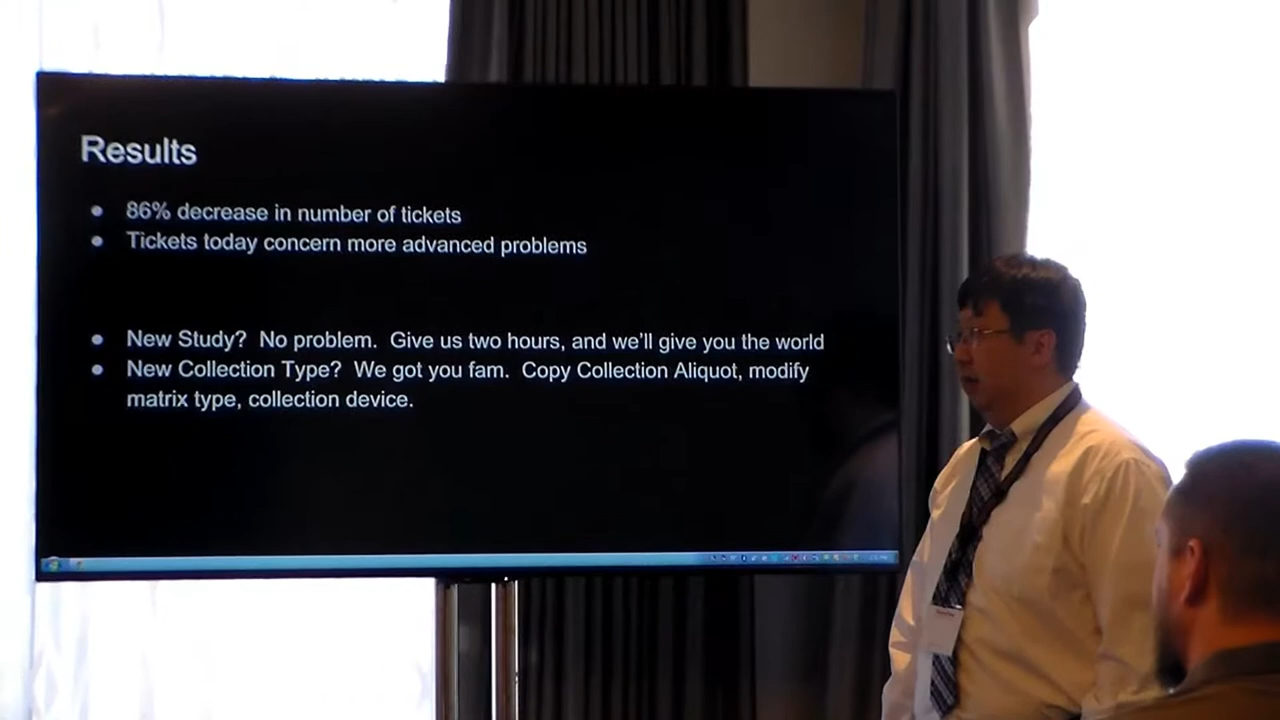 Results
● 86% decrease in number of tickets
● Tickets today concern more advanced problems
● New Study? No problem. Give us two hours, and we'll give you the world
● New Collection Type? We got you fam. Copy Collection Aliquot, modify
matrix type, collection device.